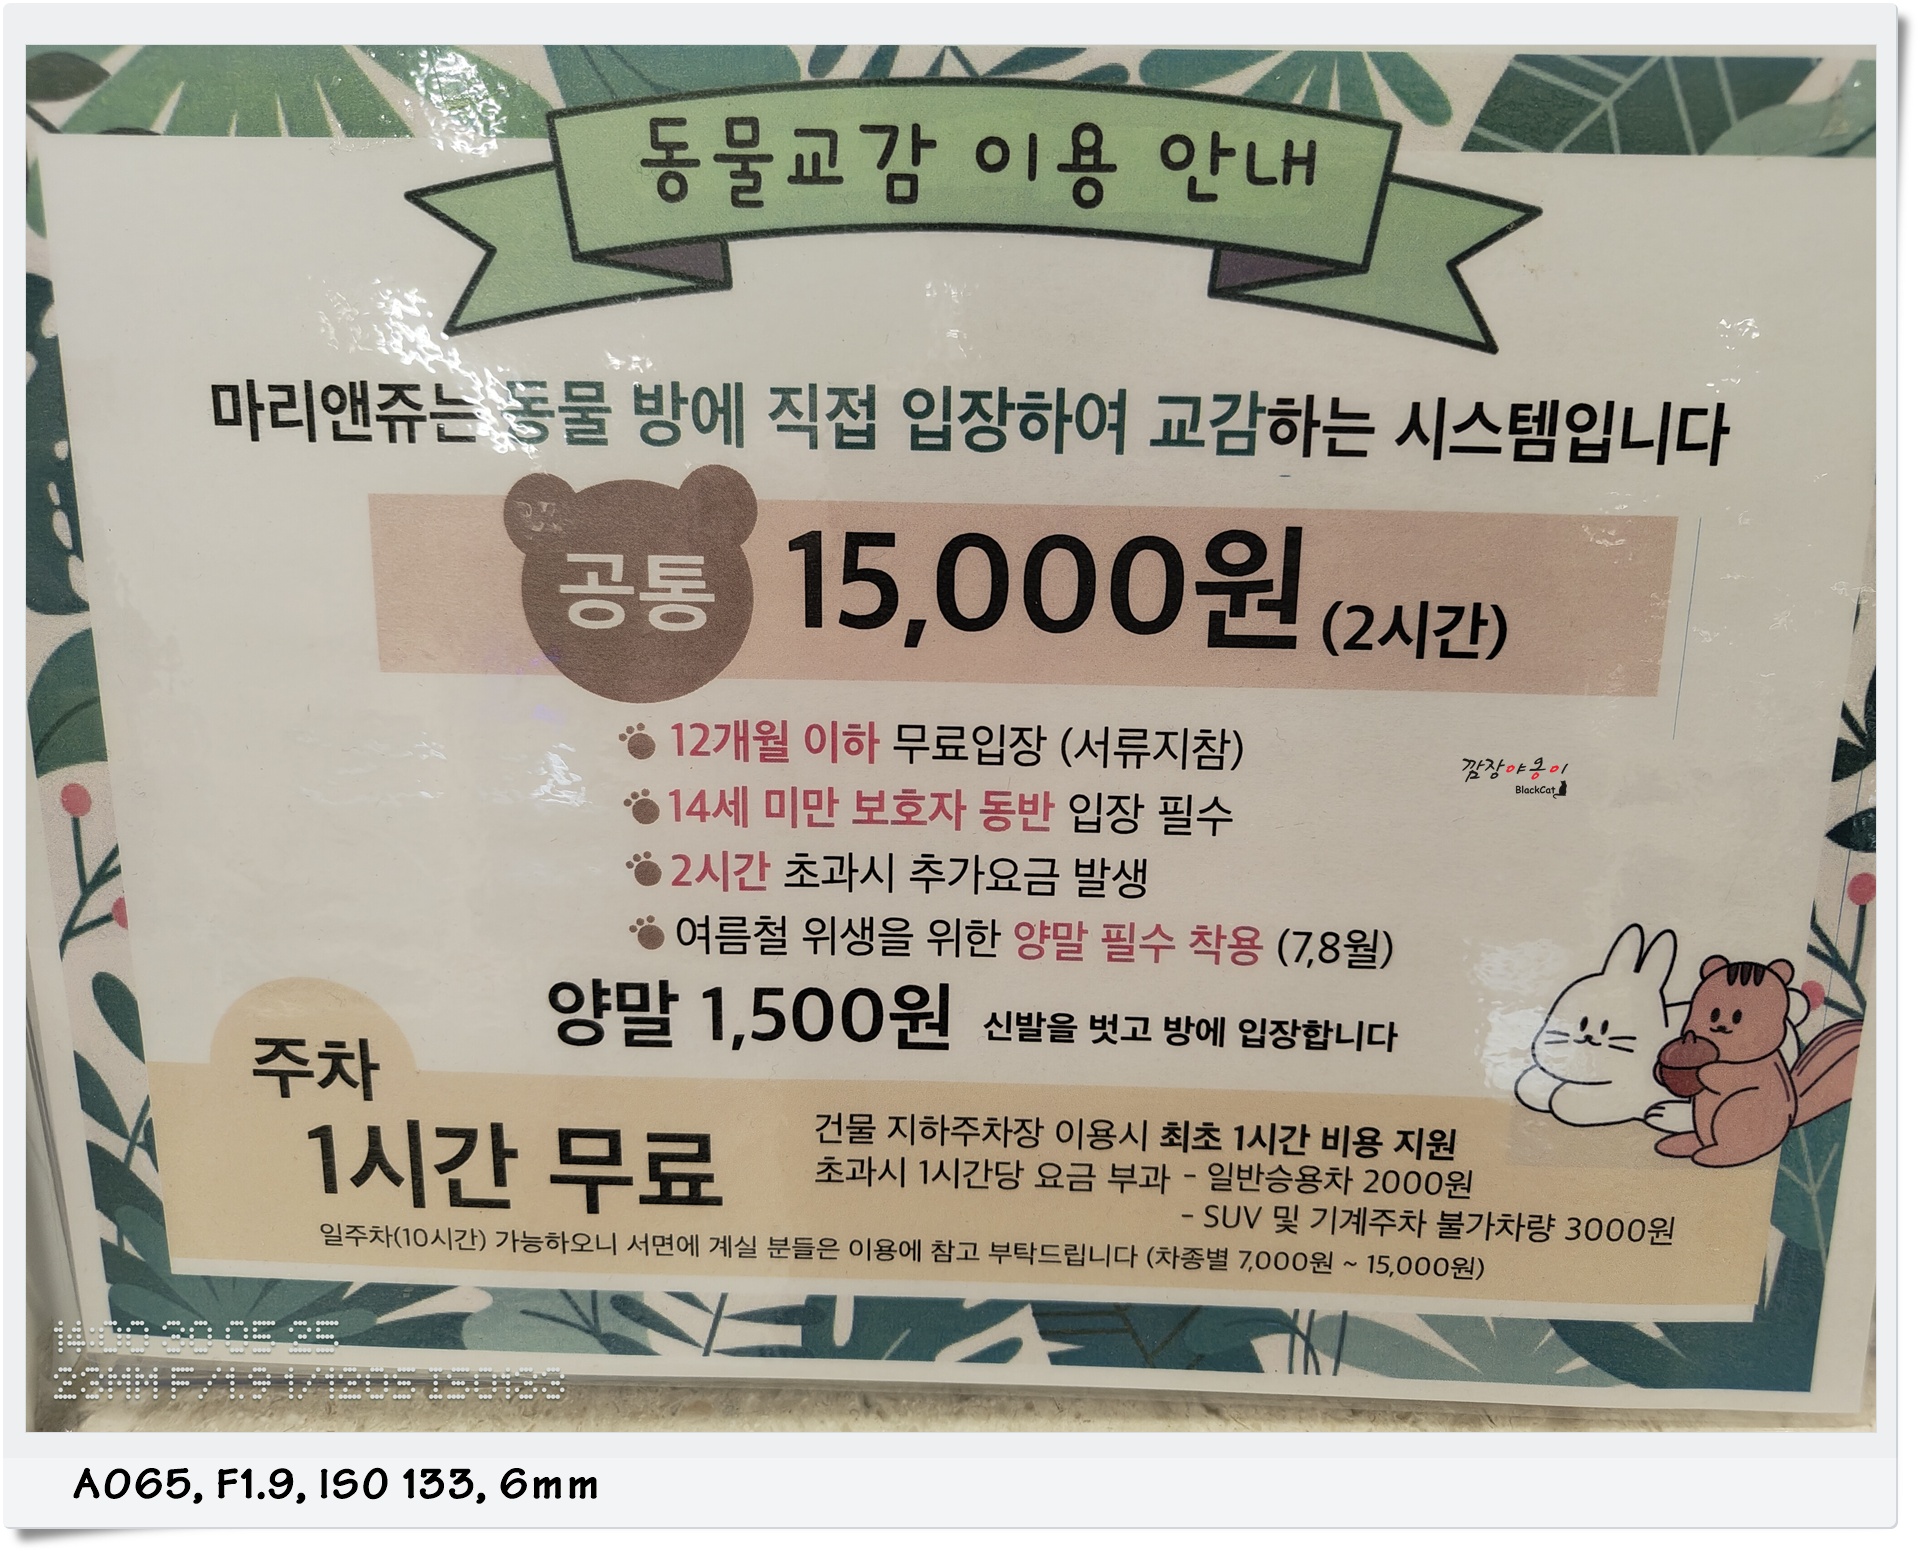 동물교감 이용 안내
마리앤쥬는 동물 방에 직접 입장하여 교감하는 시스템입니다
공통 15,000원 (2시간)
12개월 이하 무료입장 (서류지참)
14세 미만 보호자 동반 입장 필수
2시간 초과시 추가요금 발생
여름철 위생을 위한 양말 필수 착용 (7,8월)
양말 1,500원 신발을 벗고 방에 입장합니다
깜장야옹이
BlackCat
주차
1시간 무료
건물 지하주차장 이용시 최초 1시간 비용 지원
초과시 1시간당 요금 부과 - 일반승용차 2000원
- SUV 및 기계주차 불가차량 3000원
일주차(10시간) 가능하오니 서면에 계실 분들은 이용에 참고 부탁드립니다 (차종별 7,000원 ~ 15,000원)
14:00 30 05 25
23MM F/1.9
A065, F1.9, ISO 133, 6mm